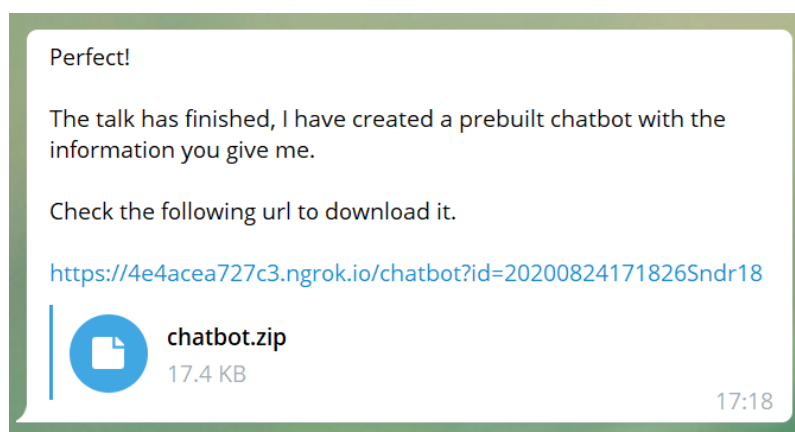 Perfect!
The talk has finished, I have created a prebuilt chatbot with the
information you give me.
Check the following url to download it.
https://4e4acea727c3.ngrok.io/chatbot?id=20200824171826Sndr18
chatbot.zip
17.4 KB
17:18